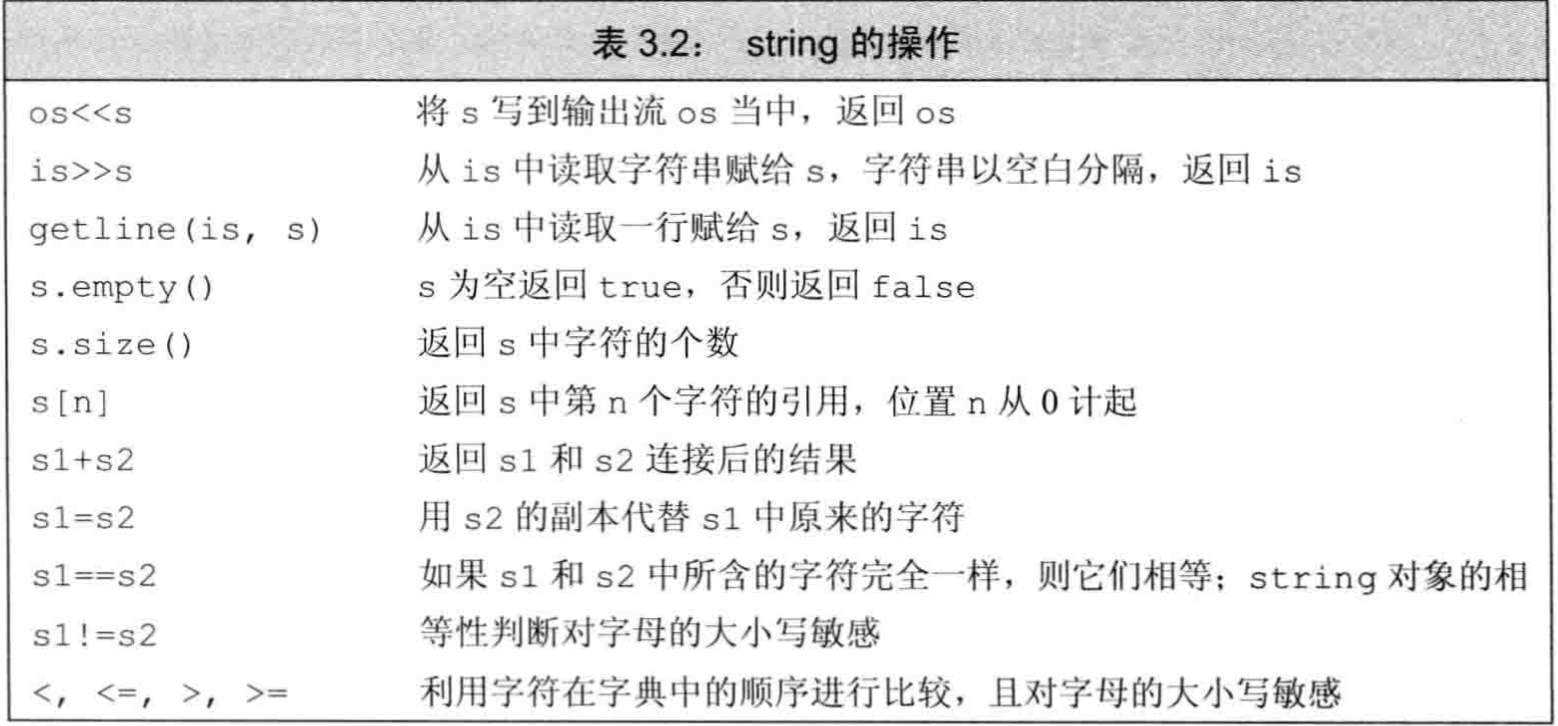 表 3.2： string 的操作
os<<s 将 s 写到输出流 os 当中，返回 os
is>>s 从 is 中读取字符串赋给 s，字符串以空白分隔，返回 is
getline(is, s) 从 is 中读取一行赋给 s，返回 is
s.empty() s 为空返回 true，否则返回 false
s.size() 返回 s 中字符的个数
s[n] 返回 s 中第 n 个字符的引用，位置 n 从 0 计起
s1+s2 返回 s1 和 s2 连接后的结果
s1=s2 用 s2 的副本代替 s1 中原来的字符
s1==s2 如果 s1 和 s2 中所含的字符完全一样，则它们相等；string 对象的相
s1!=s2 等性判断对字母的大小写敏感
<, <=, >, >= 利用字符在字典中的顺序进行比较，且对字母的大小写敏感